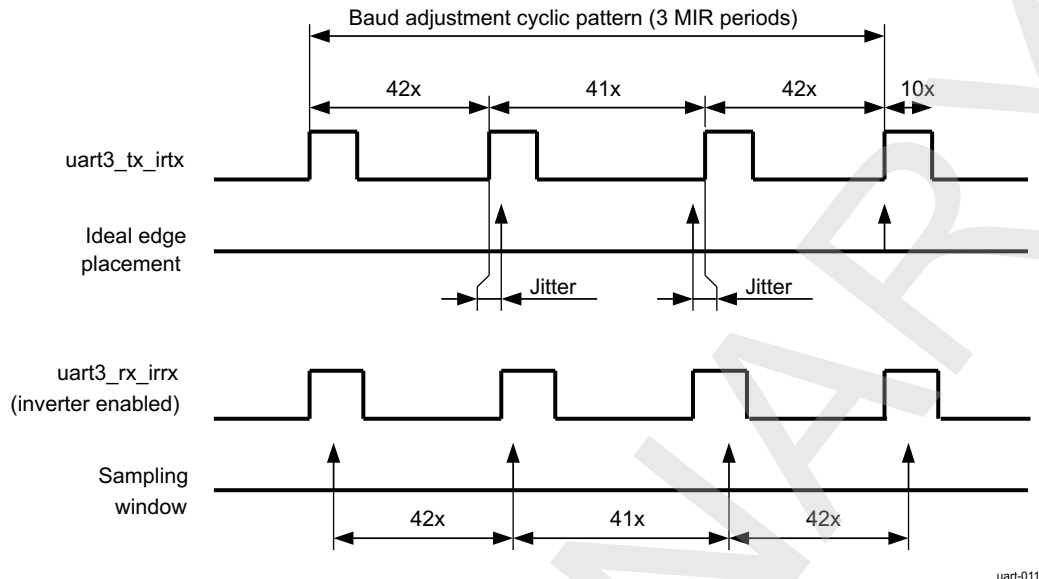 Baud adjustment cyclic pattern (3 MIR periods)
42x 41x 42x 10x
uart3_tx_irtx
Ideal edge
placement
Jitter Jitter
uart3_rx_irrx
(inverter enabled)
Sampling
window
42x 41x 42x
uart-011
NARY